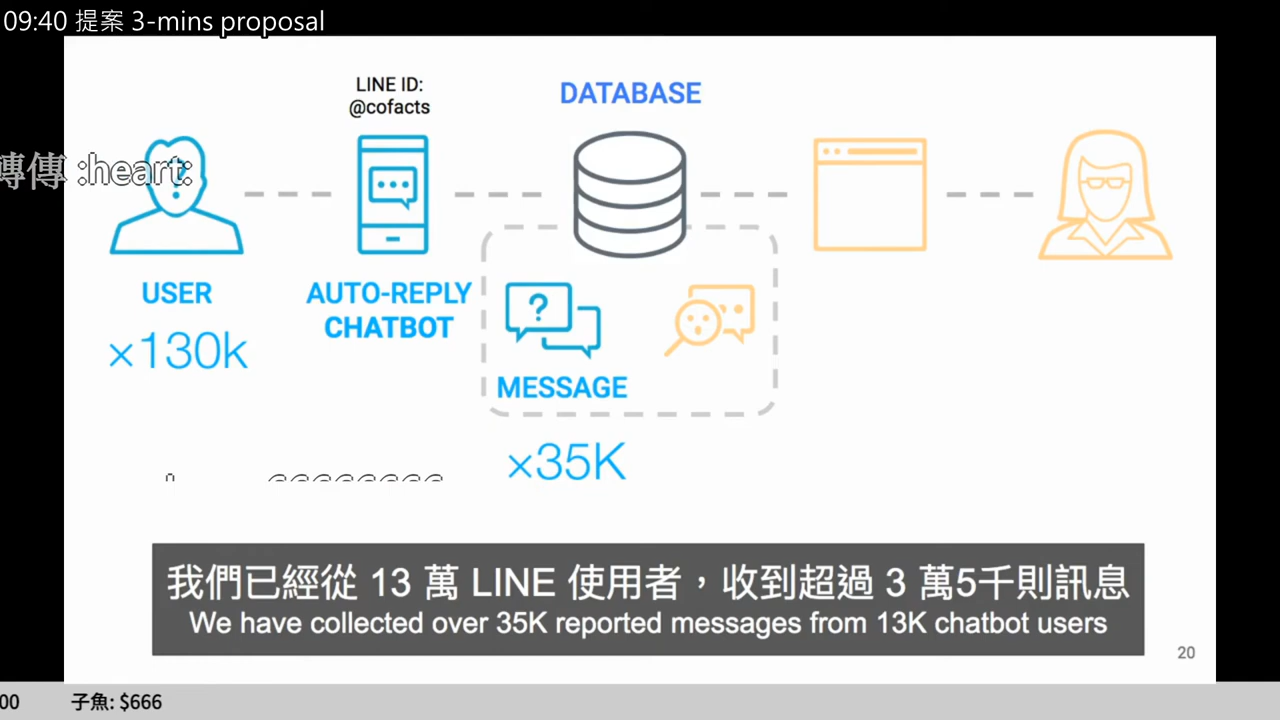 09:40 提案 3-mins proposal
LINE ID:
@cofacts
DATABASE
轉傳 :heart:
USER
×130k
AUTO-REPLY
CHATBOT
MESSAGE
×35K
我們已經從 13 萬 LINE 使用者，收到超過 3 萬5千則訊息
We have collected over 35K reported messages from 13K chatbot users
20
00 子魚: $666